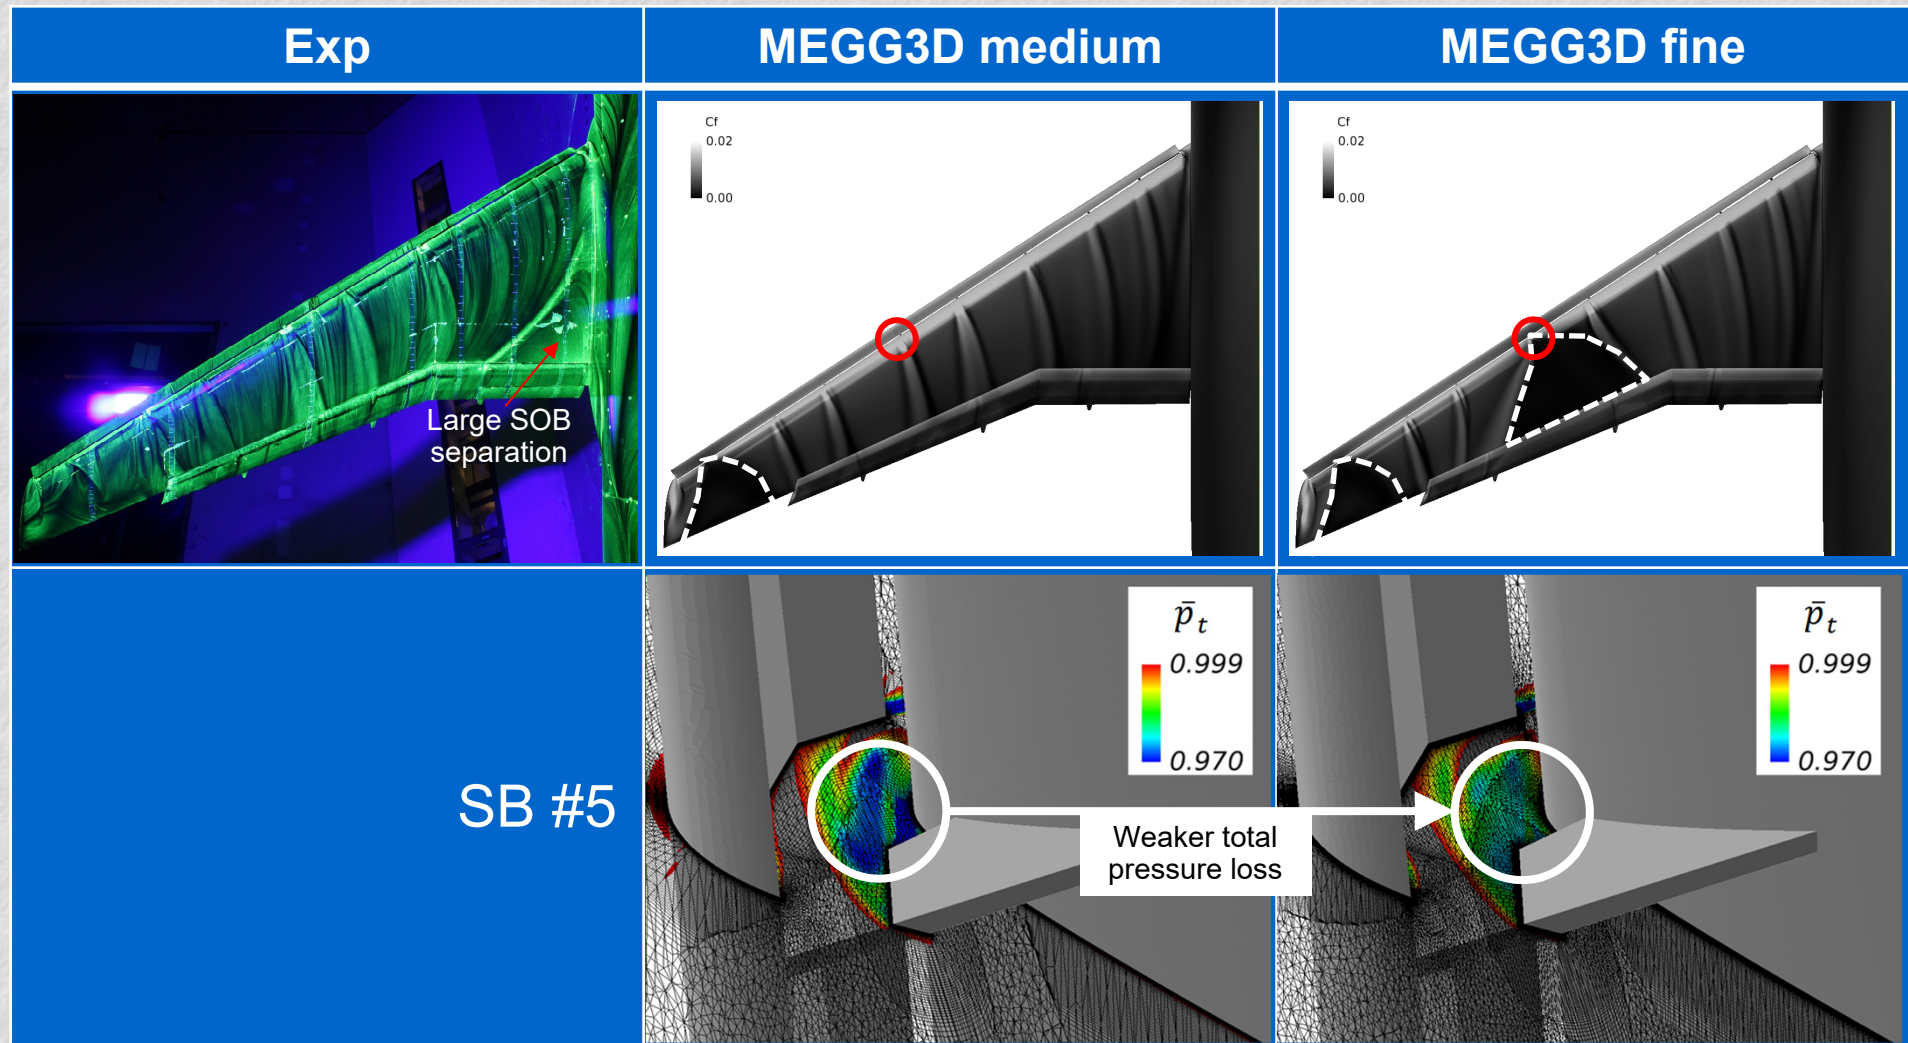 Exp
MEGG3D medium
MEGG3D fine
Large SOB
separation
Cf
0.02
0.00
Cf
0.02
0.00
SB #5
p̄t
0.999
0.970
p̄t
0.999
0.970
Weaker total
pressure loss